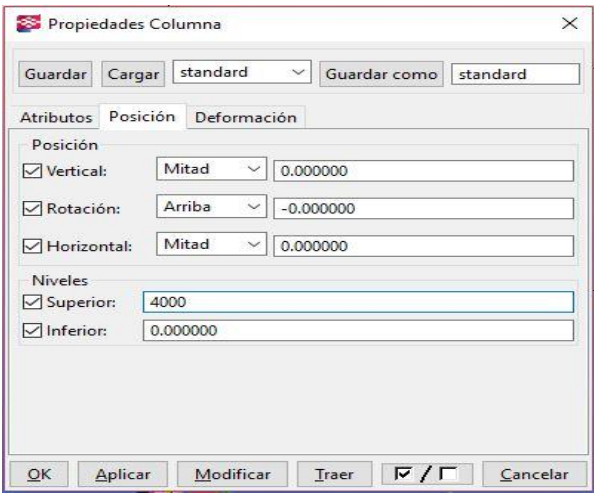 Propiedades Columna
Guardar Cargar standard Guardar como standard
Atributos Posición Deformación
Posición
Vertical: Mitad 0.000000
Rotación: Arriba -0.000000
Horizontal: Mitad 0.000000
Niveles
Superior: 4000
Inferior: 0.000000
OK Aplicar Modificar Traer / Cancelar